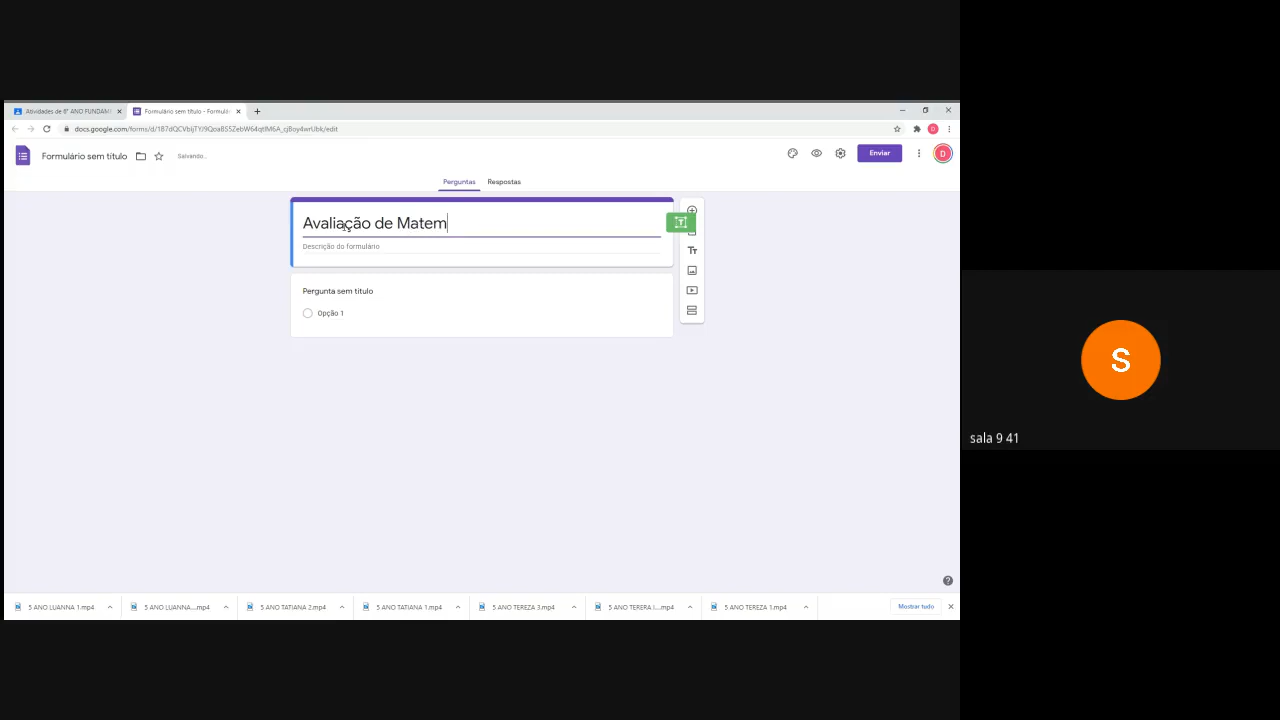 Atividades de 6° ANO FUNDAM
Formulário sem título - Formulá
docs.google.com/forms/d/
/edit
D
Formulário sem título
Salvando...
Enviar
D
Perguntas
Respostas
Avaliação de Matem
Descrição do formulário
Pergunta sem título
Opção 1
Tт
S
sala 9 41
5 ANO LUANNA 1.mp4
5 ANO LUANNA....mp4
5 ANO TATIANA 2.mp4
5 ANO TATIANA 1.mp4
5 ANO TEREZA 3.mp4
5 ANO TERERA I....mp4
5 ANO TEREZA 1.mp4
Mostrar tudo